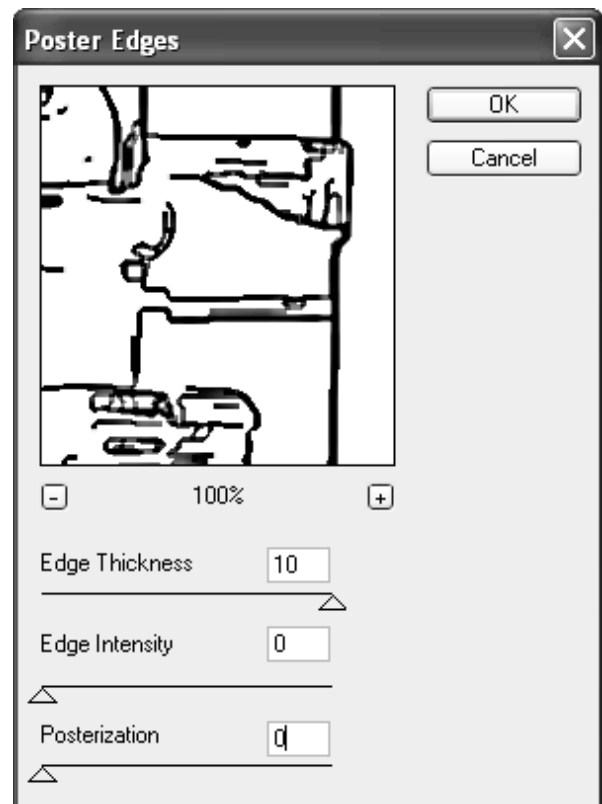 Poster Edges
OK
Cancel
100%
Edge Thickness 10
Edge Intensity 0
Posterization 0